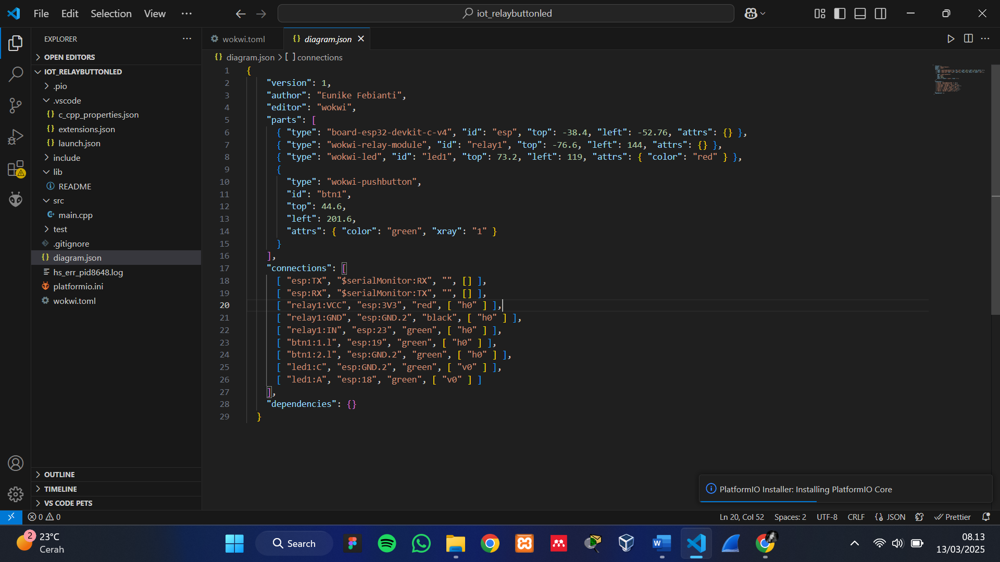 File Edit Selection View ···
iot_relaybuttonled
EXPLORER
OPEN EDITORS
IOT_RELAYBUTTONLED
.pio
.vscode
c_cpp_properties.json
extensions.json
launch.json
include
lib
README
src
main.cpp
test
.gitignore
diagram.json
hs_err_pid8648.log
platformio.ini
wokwi.toml
OUTLINE
TIMELINE
VS CODE PETS
wokwi.toml
diagram.json
diagram.json > [ ] connections
1 {
2 "version": 1,
3 "author": "Eunike Febianti",
4 "editor": "wokwi",
5 "parts": [
6 { "type": "board-esp32-devkit-c-v4", "id": "esp", "top": -38.4, "left": -52.76, "attrs": {} },
7 { "type": "wokwi-relay-module", "id": "relay1", "top": -76.6, "left": 144, "attrs": {} },
8 { "type": "wokwi-led", "id": "led1", "top": 73.2, "left": 119, "attrs": { "color": "red" } },
9 {
10 "type": "wokwi-pushbutton",
11 "id": "btn1",
12 "top": 44.6,
13 "left": 201.6,
14 "attrs": { "color": "green", "xray": "1" }
15 }
16 ],
17 "connections": [
18 [ "esp:TX", "$serialMonitor:RX", "", [] ],
19 [ "esp:RX", "$serialMonitor:TX", "", [] ],
20 [ "relay1:VCC", "esp:3V3", "red", [ "h0" ] ],
21 [ "relay1:GND", "esp:GND.2", "black", [ "h0" ] ],
22 [ "relay1:IN", "esp:23", "green", [ "h0" ] ],
23 [ "btn1:1.l", "esp:19", "green", [ "h0" ] ],
24 [ "btn1:2.l", "esp:GND.2", "green", [ "h0" ] ],
25 [ "led1:C", "esp:GND.2", "green", [ "v0" ] ],
26 [ "led1:A", "esp:18", "green", [ "v0" ] ]
27 ],
28 "dependencies": {}
29 }
PlatformIO Installer: Installing PlatformIO Core
0 0
Ln 20, Col 52 Spaces: 2 UTF-8 CRLF {} JSON Prettier
2 23°C
Cerah
Search
08.13
13/03/2025